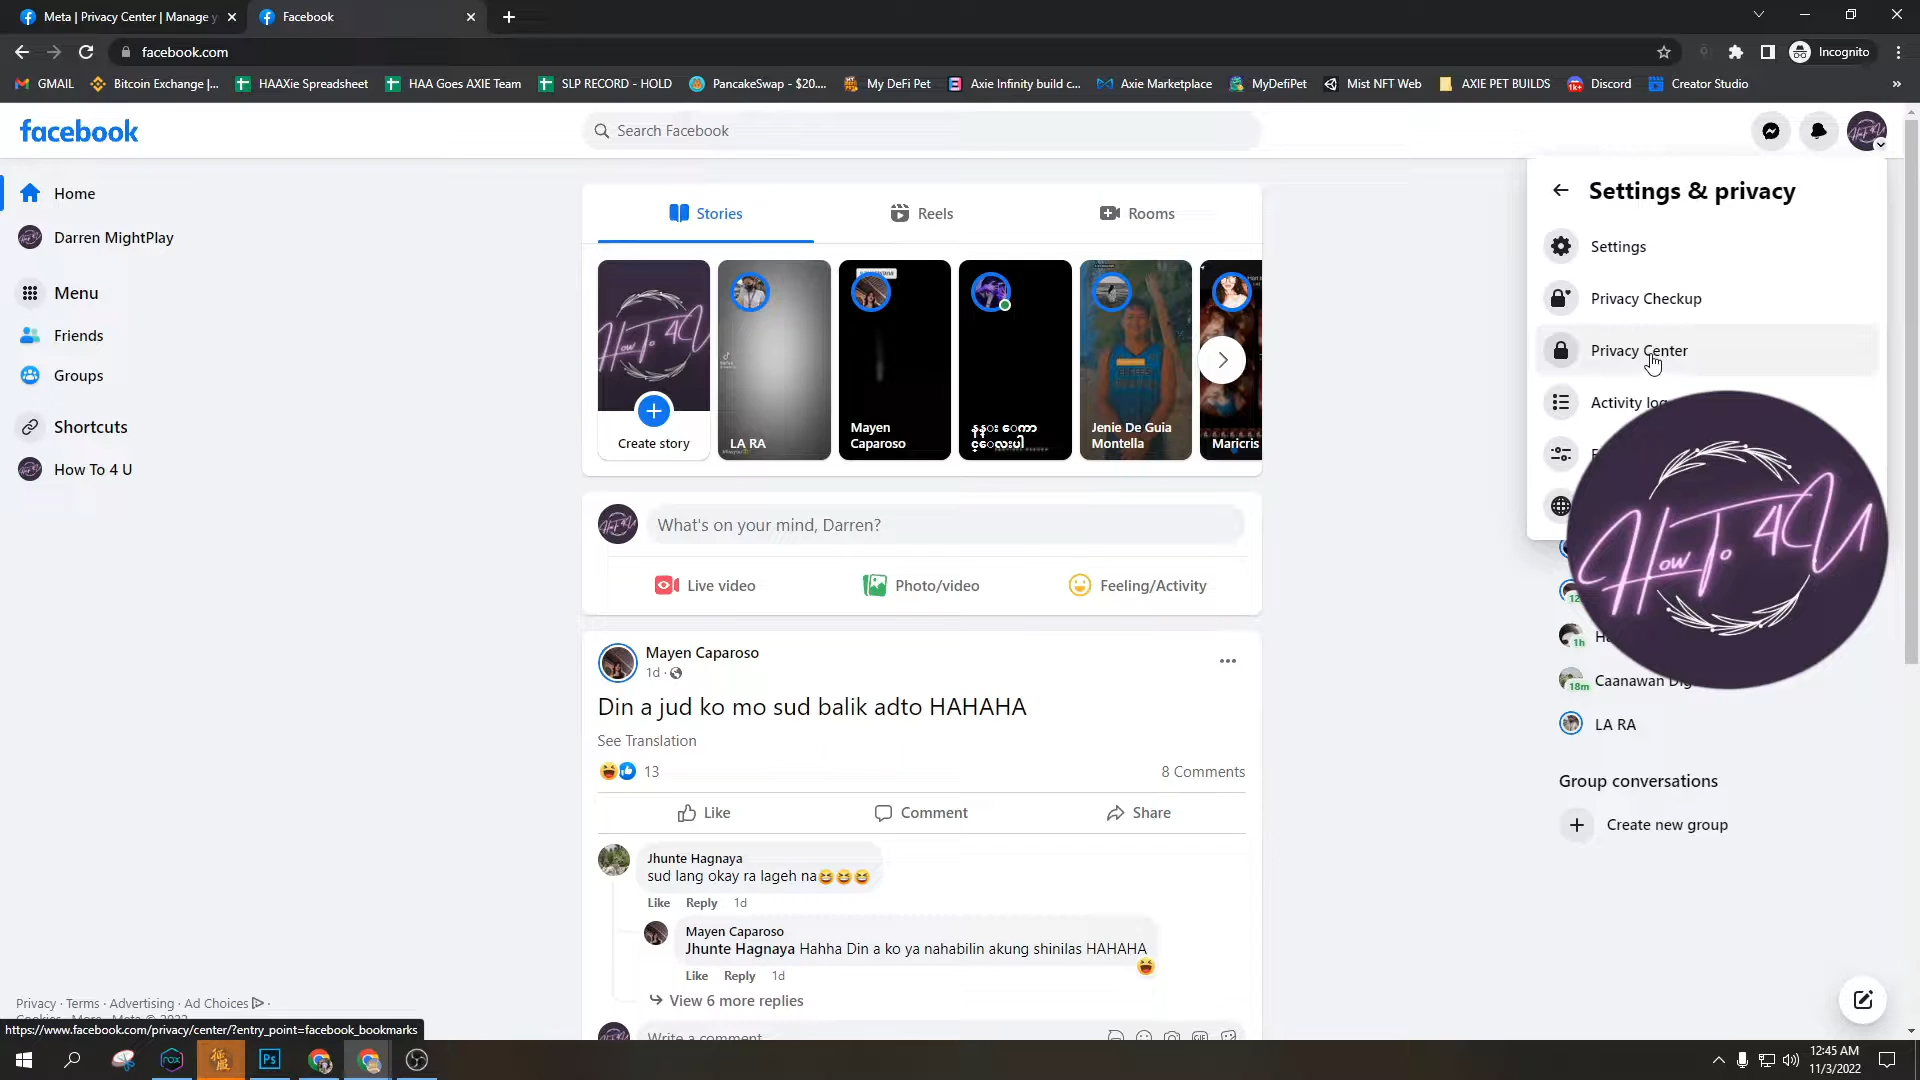 Meta | Privacy Center | Manage y
Facebook
facebook.com
Incognito
GMAIL
Bitcoin Exchange |...
HAAXie Spreadsheet
HAA Goes AXIE Team
SLP RECORD - HOLD
PancakeSwap - $20....
My DeFi Pet
Axie Infinity build c...
Axie Marketplace
MyDefiPet
Mist NFT Web
AXIE PET BUILDS
Discord
Creator Studio
facebook
Search Facebook
Home
Darren MightPlay
Menu
Friends
Groups
Shortcuts
How To 4 U
Stories
Reels
Rooms
Create story
LA RA
Mayen
Caparoso
Jenie De Guia
Montella
Maricris
What's on your mind, Darren?
Live video
Photo/video
Feeling/Activity
Mayen Caparoso
1d
Din a jud ko mo sud balik adto HAHAHA
See Translation
13
8 Comments
Like
Comment
Share
Jhunte Hagnaya
sud lang okay ra lageh na😆😆😆
Like Reply 1d
Mayen Caparoso
Jhunte Hagnaya Hahha Din a ko ya nahabilin akung shinilas HAHAHA
Like Reply 1d
View 6 more replies
Write a comment
Settings & privacy
Settings
Privacy Checkup
Privacy Center
Activity log
How To 4U
1h
18m
Caanawan
LA RA
Group conversations
Create new group
Privacy · Terms · Advertising · Ad Choices ·
https://www.facebook.com/privacy/center/?entry_point=facebook_bookmarks
Ps
12:45 AM
11/3/2022